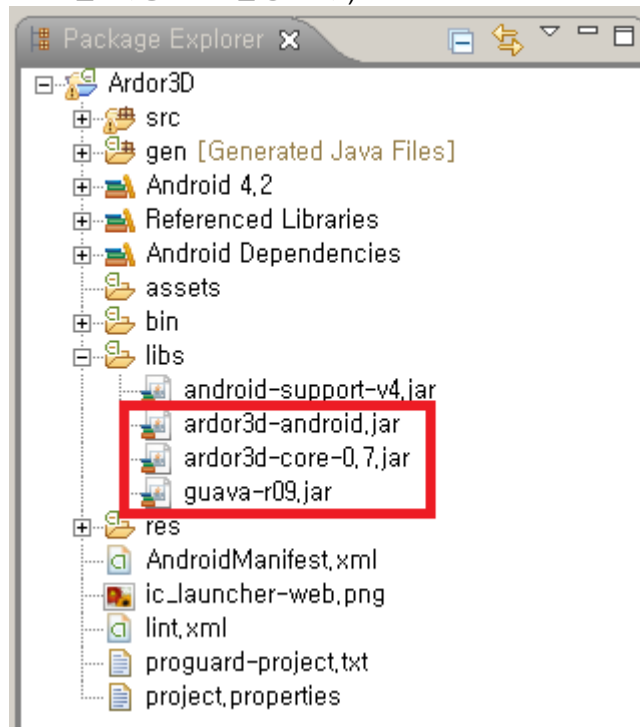 Package Explorer
Ardor3D
src
gen [Generated Java Files]
Android 4.2
Referenced Libraries
Android Dependencies
assets
bin
libs
android-support-v4.jar
ardor3d-android.jar
ardor3d-core-0.7.jar
guava-r09.jar
res
AndroidManifest.xml
ic_launcher-web.png
lint.xml
proguard-project.txt
project.properties